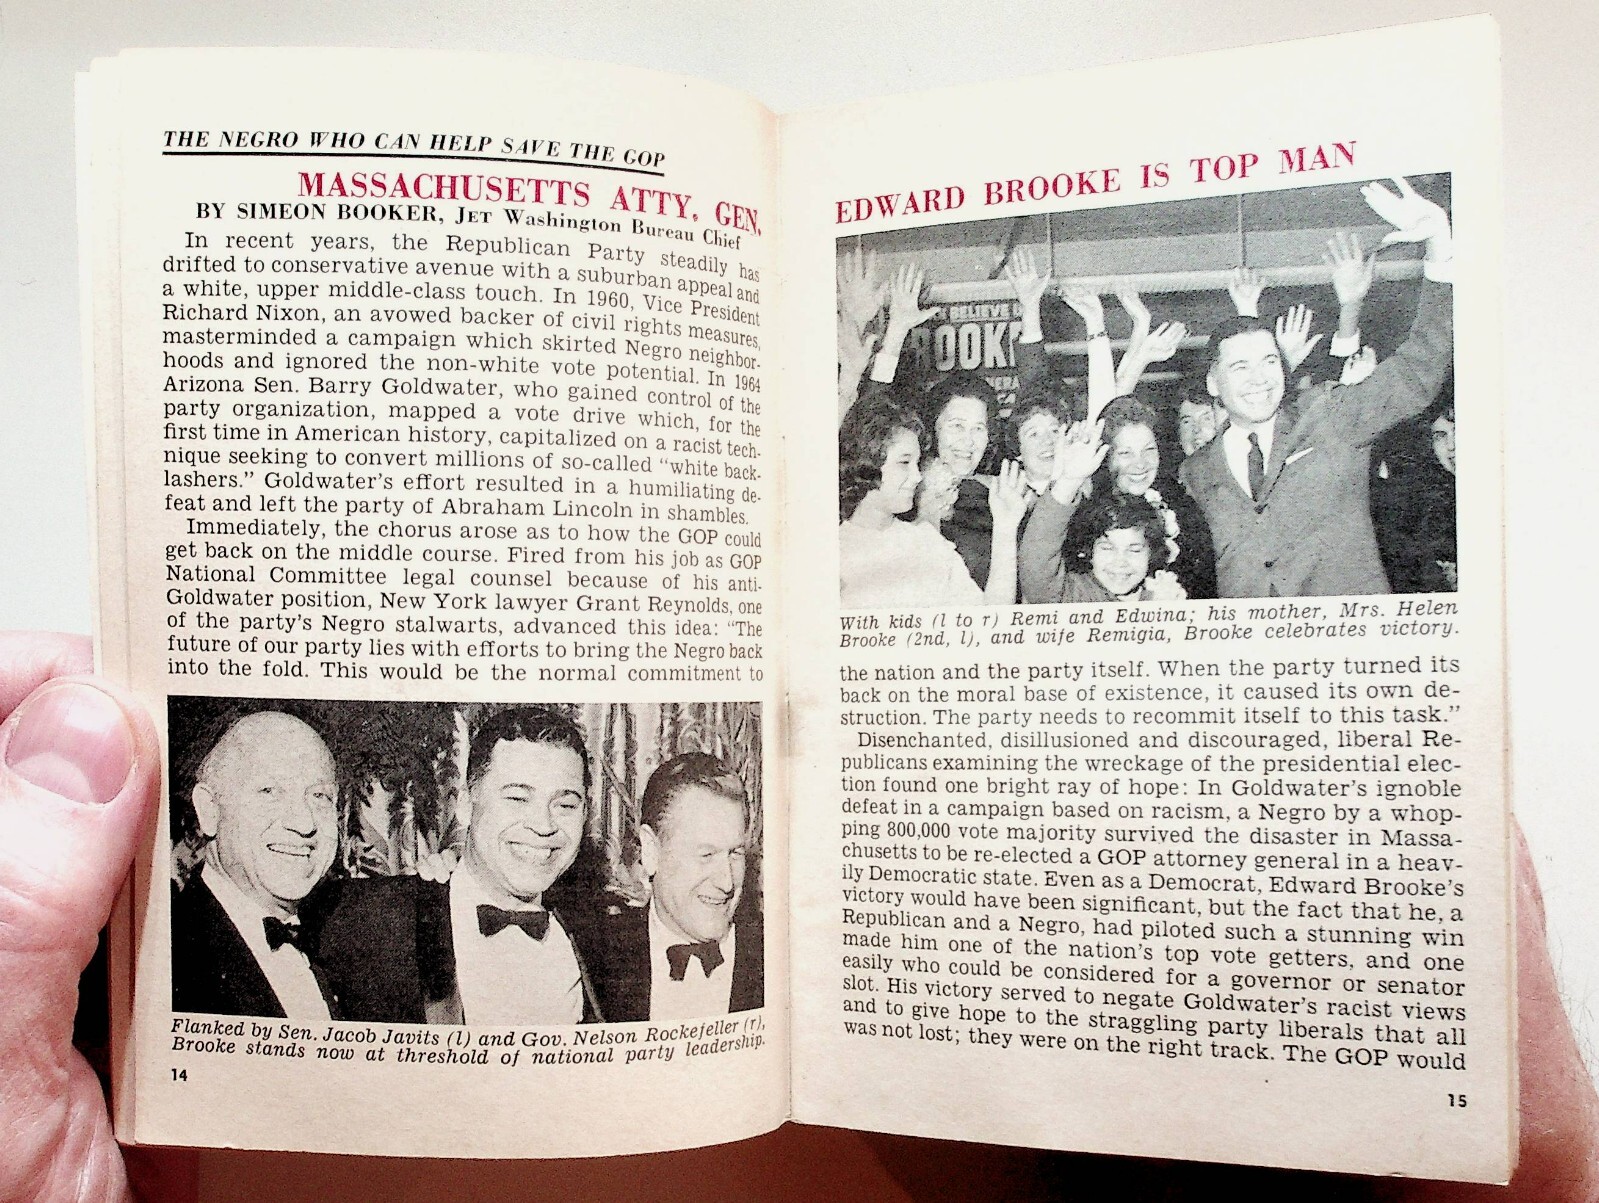 THE NEGRO WHO CAN HELP SAVE THE GOP
MASSACHUSETTS ATTY. GEN.
BY SIMEON BOOKER, JET Washington Bureau Chief
In recent years, the Republican Party steadily has
drifted to conservative avenue with a suburban appeal and
a white, upper middle-class touch. In 1960, Vice President
Richard Nixon, an avowed backer of civil rights measures,
masterminded a campaign which skirted Negro neighbor-
hoods and ignored the non-white vote potential. In 1964
Arizona Sen. Barry Goldwater, who gained control of the
party organization, mapped a vote drive which, for the
first time in American history, capitalized on a racist tech-
nique seeking to convert millions of so-called “white back-
lashers.” Goldwater's effort resulted in a humiliating de-
feat and left the party of Abraham Lincoln in shambles.
Immediately, the chorus arose as to how the GOP could
get back on the middle course. Fired from his job as GOP
National Committee legal counsel because of his anti-
Goldwater position, New York lawyer Grant Reynolds, one
of the party's Negro stalwarts, advanced this idea: “The
future of our party lies with efforts to bring the Negro back
into the fold. This would be the normal commitment to
Flanked by Sen. Jacob Javits (l) and Gov. Nelson Rockefeller (r),
Brooke stands now at threshold of national party leadership.
14
EDWARD BROOKE IS TOP MAN
BELIEVE
ROOKE
With kids (l to r) Remi and Edwina; his mother, Mrs. Helen
Brooke (2nd, l), and wife Remigia, Brooke celebrates victory.
the nation and the party itself. When the party turned its
back on the moral base of existence, it caused its own de-
struction. The party needs to recommit itself to this task.”
Disenchanted, disillusioned and discouraged, liberal Re-
publicans examining the wreckage of the presidential elec-
tion found one bright ray of hope: In Goldwater's ignoble
defeat in a campaign based on racism, a Negro by a whop-
ping 800,000 vote majority survived the disaster in Massa-
chusetts to be re-elected a GOP attorney general in a heav-
ily Democratic state. Even as a Democrat, Edward Brooke's
victory would have been significant, but the fact that he, a
Republican and a Negro, had piloted such a stunning win
made him one of the nation's top vote getters, and one
easily who could be considered for a governor or senator
slot. His victory served to negate Goldwater's racist views
and to give hope to the straggling party liberals that all
was not lost; they were on the right track. The GOP would
15